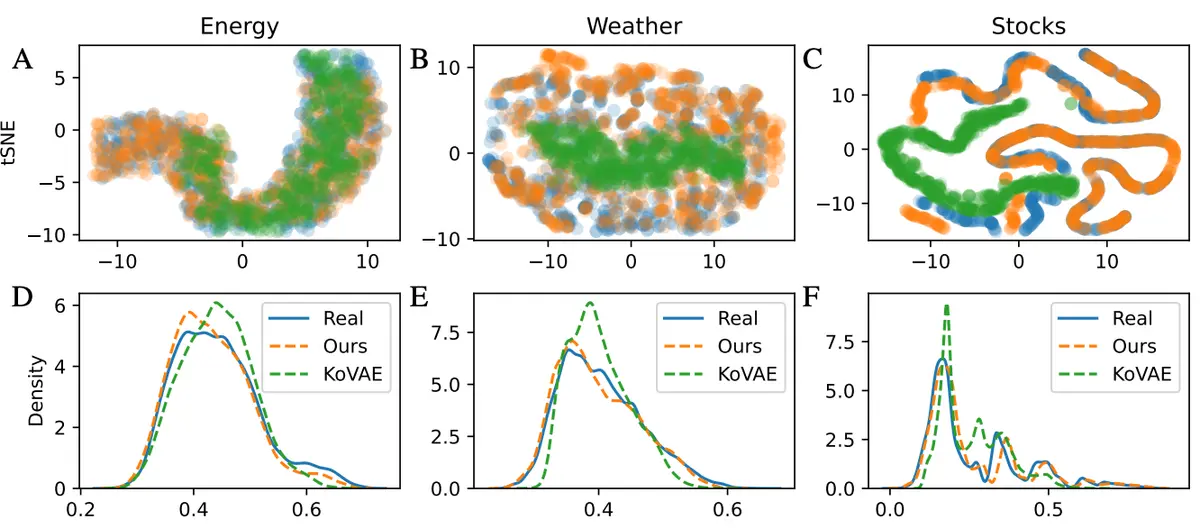 Energy
Weather
Stocks
A
B
C
tSNE
5
0
−5
−10
−10
0
10
10
0
−10
−10
0
10
10
0
−10
−10
0
10
D
E
F
Density
6
4
2
0
0.2
0.4
0.6
Real
Ours
KoVAE
7.5
5.0
2.5
0.0
0.4
0.6
Real
Ours
KoVAE
7.5
5.0
2.5
0.0
0.0
0.5
Real
Ours
KoVAE